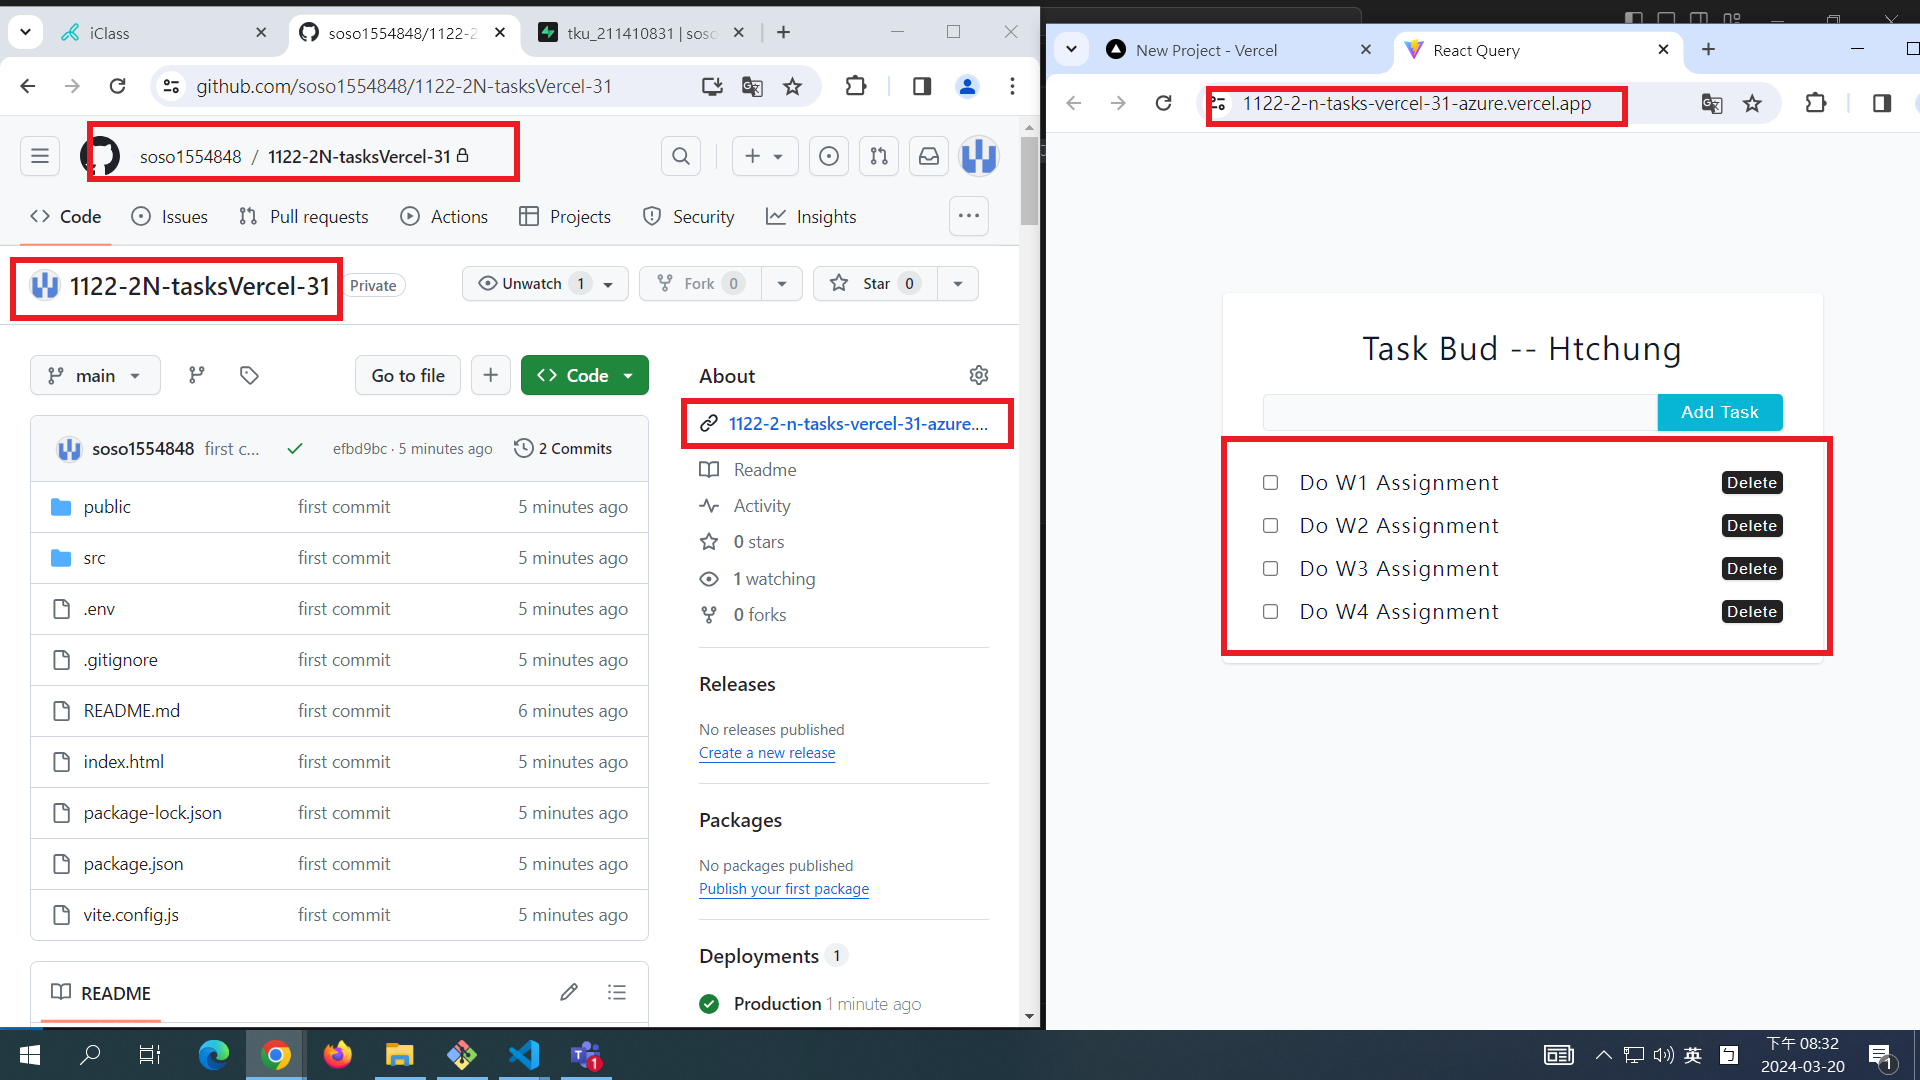 iClass
soso1554848/1122-2
tku_211410831 | soso
github.com/soso1554848/1122-2N-tasksVercel-31
soso1554848 / 1122-2N-tasksVercel-31
Code
Issues
Pull requests
Actions
Projects
Security
Insights
1122-2N-tasksVercel-31
Private
Unwatch 1
Fork 0
Star 0
main
Go to file
Code
soso1554848 first c... efbd9bc · 5 minutes ago 2 Commits
public first commit 5 minutes ago
src first commit 5 minutes ago
.env first commit 5 minutes ago
.gitignore first commit 5 minutes ago
README.md first commit 6 minutes ago
index.html first commit 5 minutes ago
package-lock.json first commit 5 minutes ago
package.json first commit 5 minutes ago
vite.config.js first commit 5 minutes ago
README
About
1122-2-n-tasks-vercel-31-azure....
Readme
Activity
0 stars
1 watching
0 forks
Releases
No releases published
Create a new release
Packages
No packages published
Publish your first package
Deployments 1
Production 1 minute ago
New Project - Vercel
React Query
1122-2-n-tasks-vercel-31-azure.vercel.app
Task Bud -- Htchung
Add Task
Do W1 Assignment Delete
Do W2 Assignment Delete
Do W3 Assignment Delete
Do W4 Assignment Delete
1
英
下午 08:32
2024-03-20
1